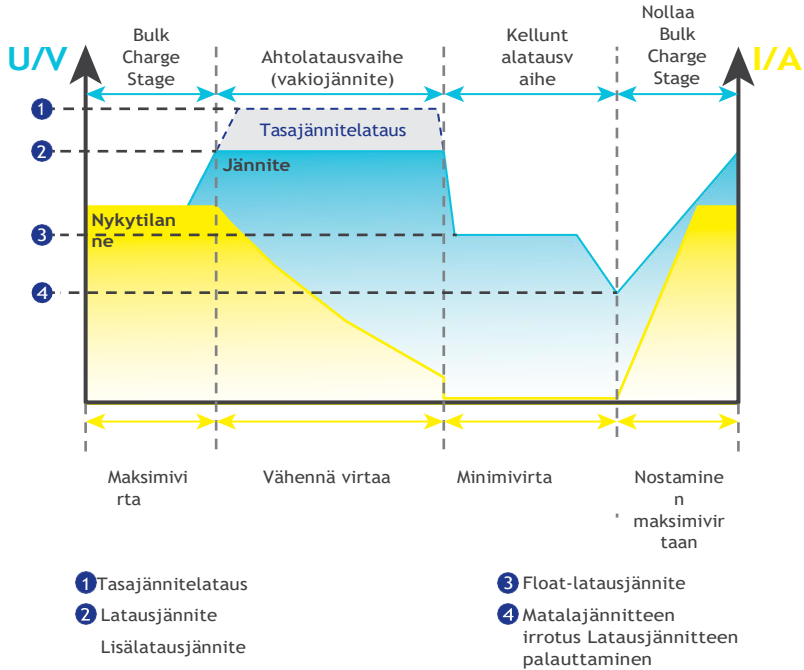 U/V
I/A
Bulk
Charge
Stage
Ahtolatausvaihe
(vakiojännite)
Kellunt
alatausv
aihe
Nollaa
Bulk
Charge
Stage
1
2
3
4
Tasajännitelataus
Jännite
Nykytilan
ne
Maksimivi
rta
Vähennä virtaa
Minimivirta
Nostamine
n
maksimivir
taan
1 Tasajännitelataus
2 Latausjännite
Lisälatausjännite
3 Float-latausjännite
4 Matalajännitteen
irrotus Latausjännitteen
palauttaminen